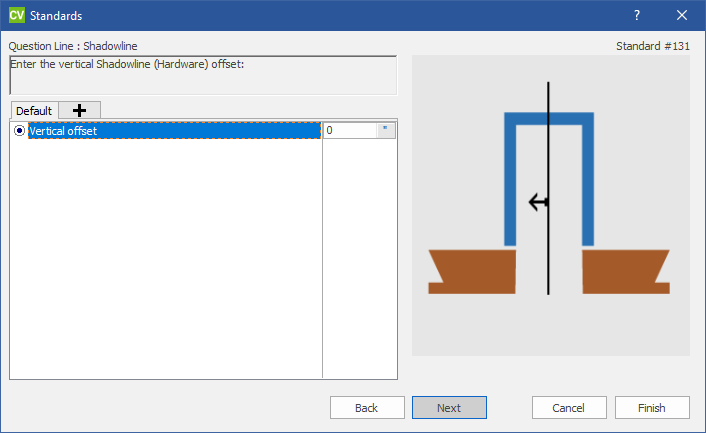 CV Standards ?
Question Line : Shadowline Standard #131
Enter the vertical Shadowline (Hardware) offset:
Default
Vertical offset 0 "
Back Next Cancel Finish